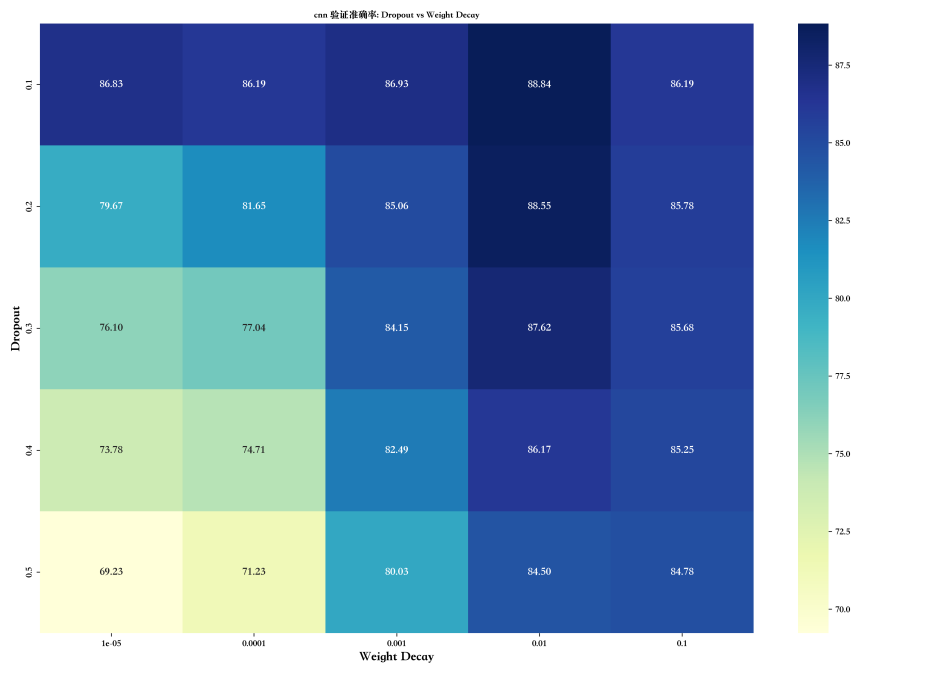 cnn 验证准确率: Dropout vs Weight Decay
Dropout
0.1
86.83 86.19 86.93 88.84 86.19
0.2
79.67 81.65 85.06 88.55 85.78
0.3
76.10 77.04 84.15 87.62 85.68
0.4
73.78 74.71 82.49 86.17 85.25
0.5
69.23 71.23 80.03 84.50 84.78
1e-05 0.0001 0.001 0.01 0.1
Weight Decay
87.5
85.0
82.5
80.0
77.5
75.0
72.5
70.0